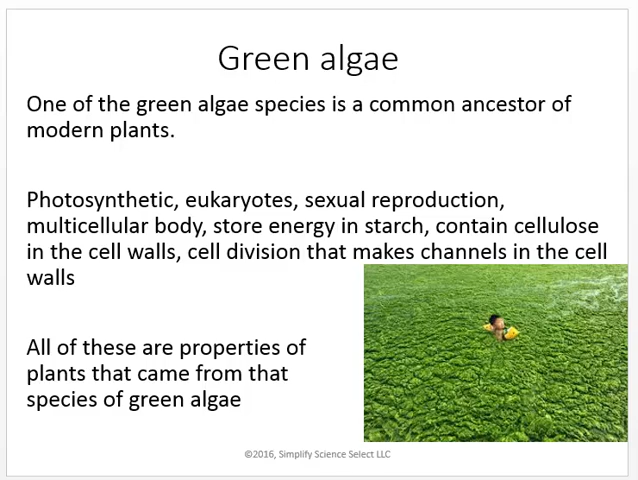 Green algae
One of the green algae species is a common ancestor of
modern plants.
Photosynthetic, eukaryotes, sexual reproduction,
multicellular body, store energy in starch, contain cellulose
in the cell walls, cell division that makes channels in the cell
walls
All of these are properties of
plants that came from that
species of green algae
©2016, Simplify Science Select LLC